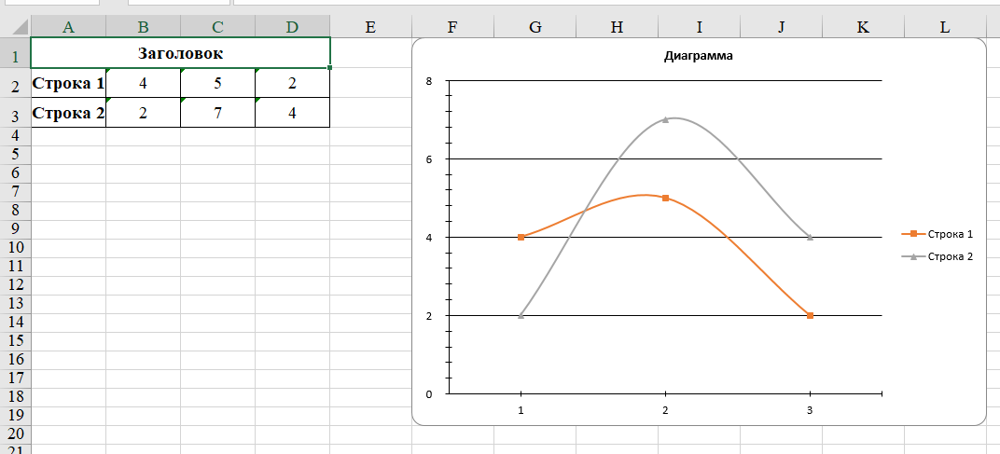 A B C D E F G H I J K L
1 Заголовок
2 Строка 1 4 5 2
3 Строка 2 2 7 4
4
5
6
7
8
9
10
11
12
13
14
15
16
17
18
19
20
21
Диаграмма
8
6
4
2
0
1 2 3
Строка 1
Строка 2